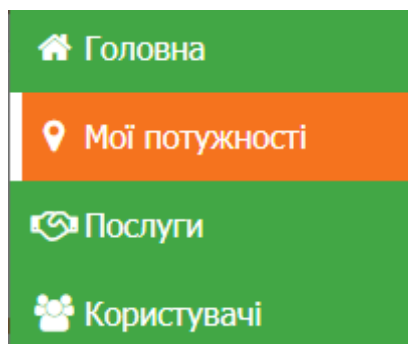 Головна
Мої потужності
Послуги
Користувачі